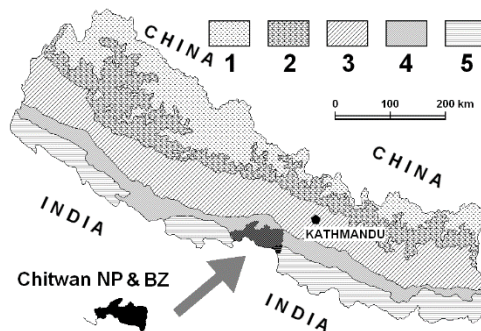 CHINA
1 2 3 4 5
0 100 200 km
CHINA
KATHMANDU
INDIA
Chitwan NP & BZ
INDIA